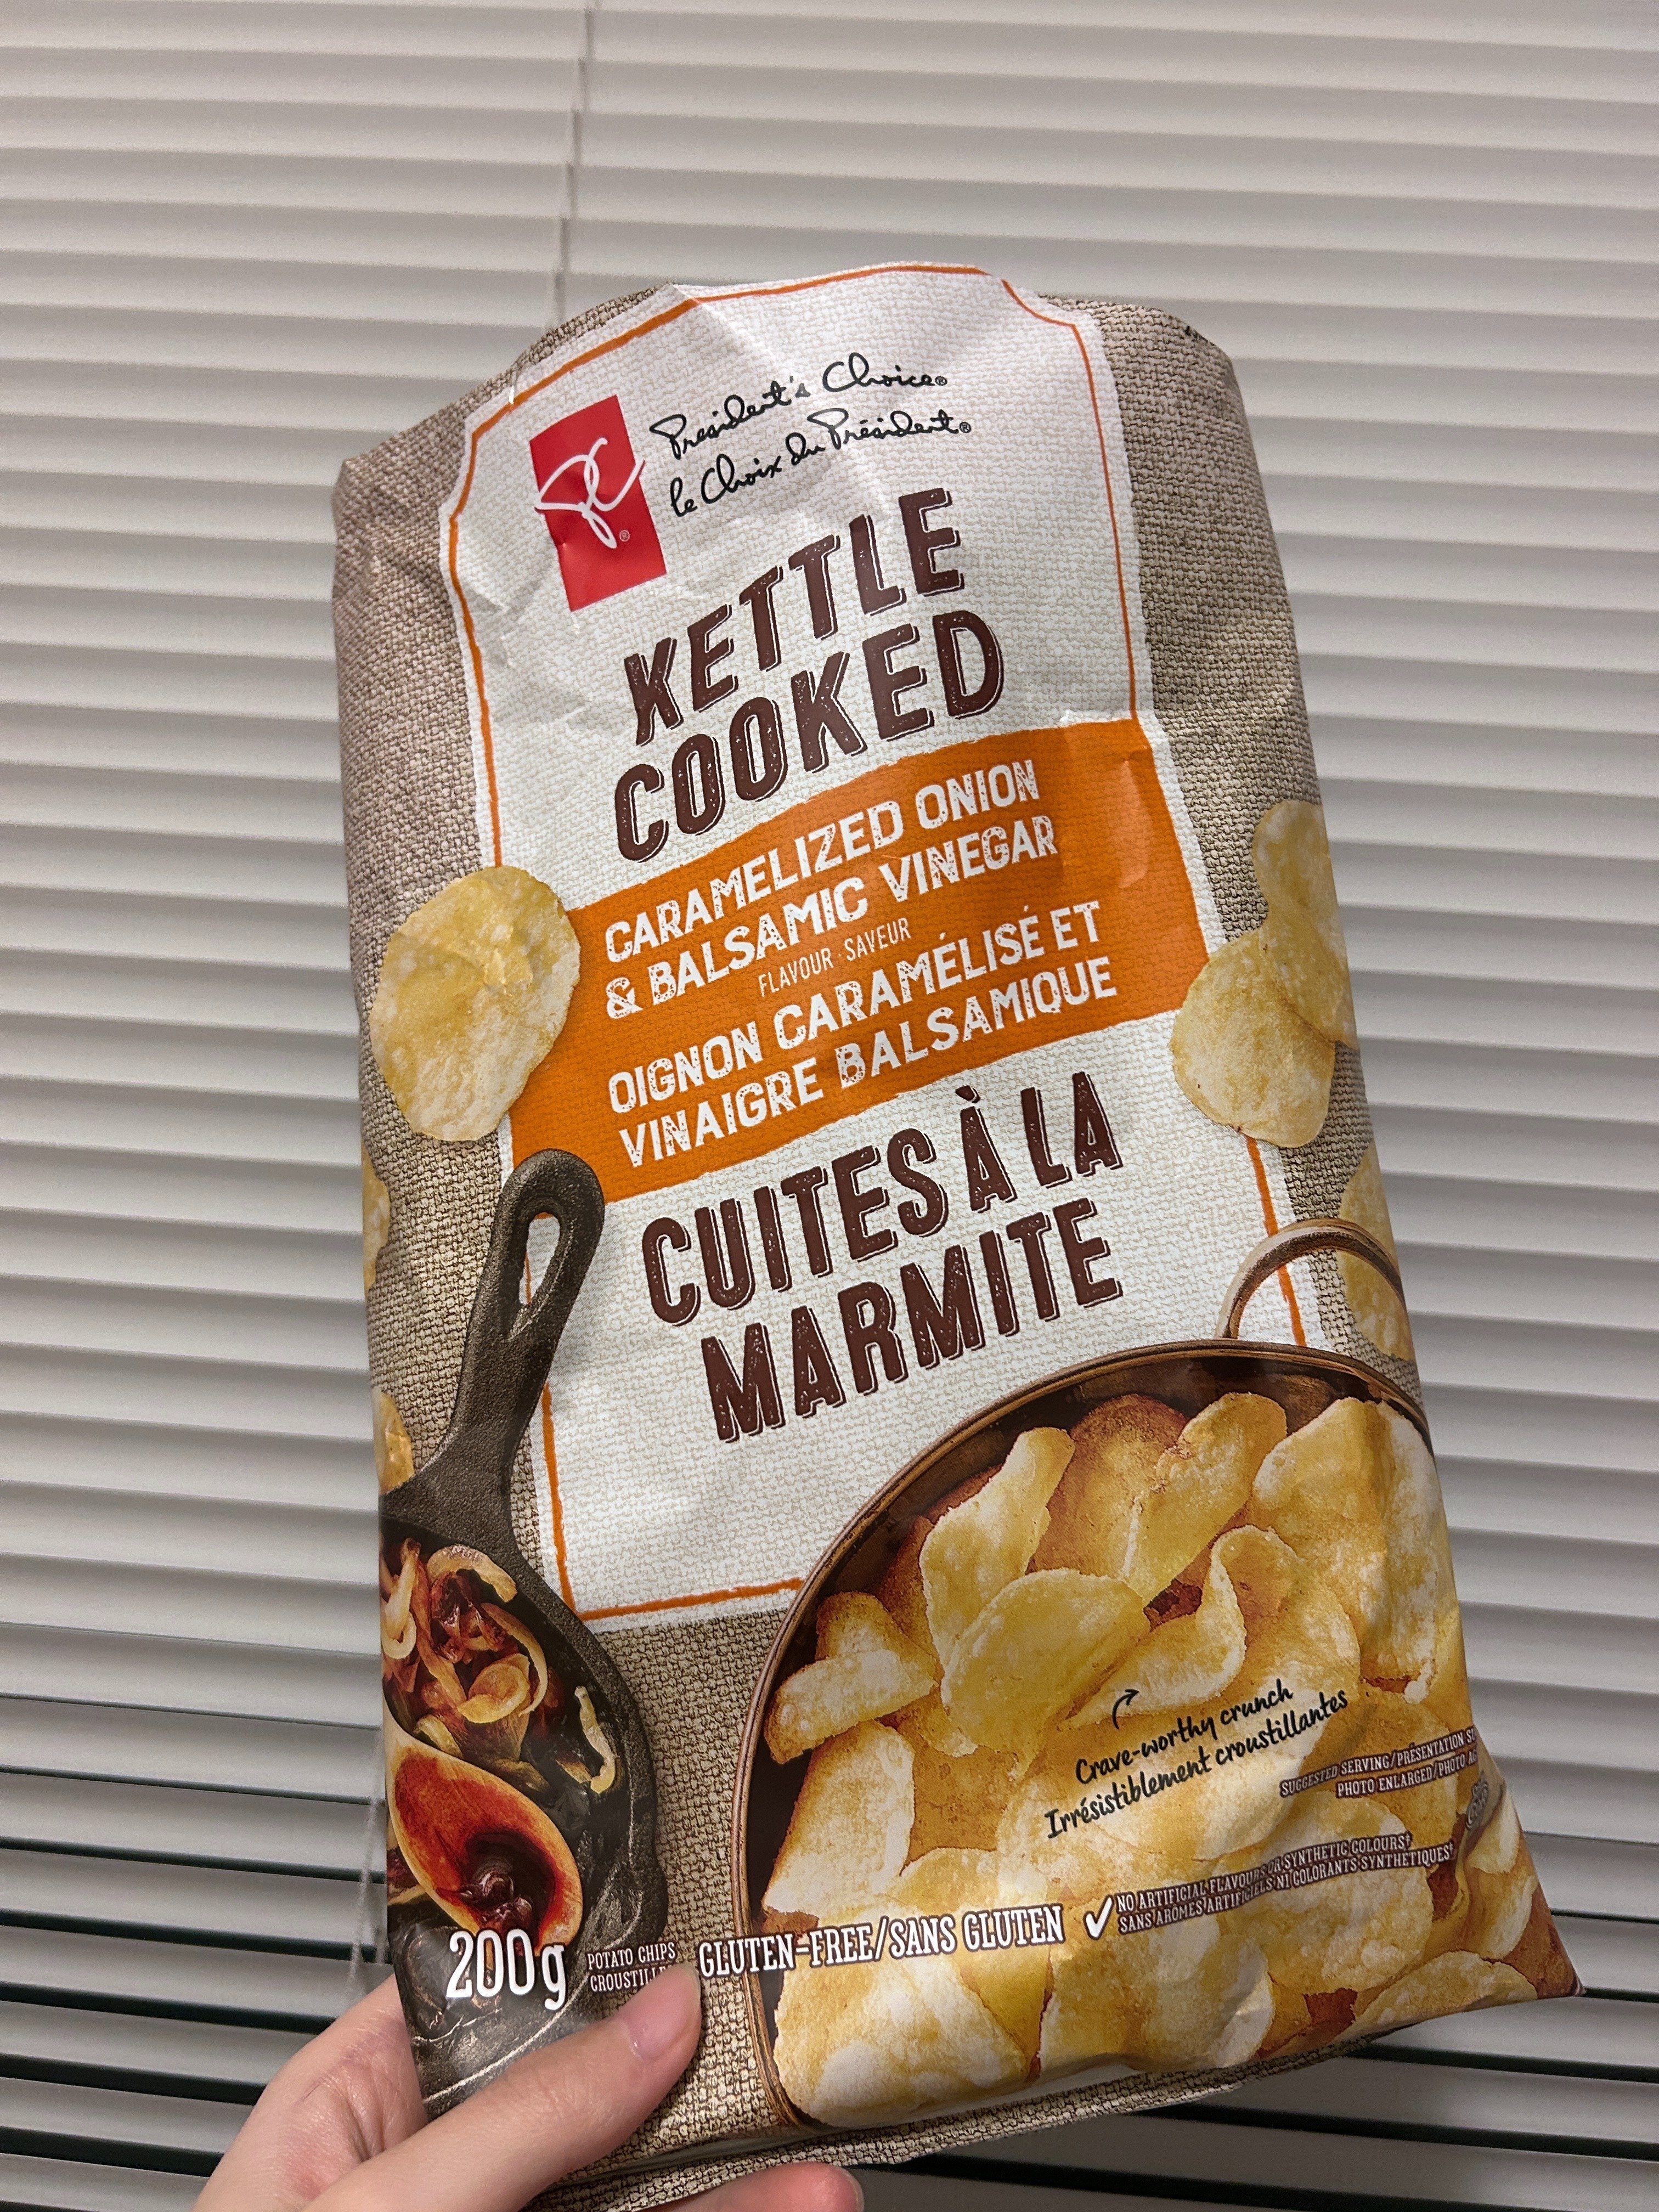 President's Choice®
le Choix du Président®
PC®
KETTLE
COOKED
CARAMELIZED ONION
& BALSAMIC VINEGAR
FLAVOUR · SAVEUR
OIGNON CARAMÉLISÉ ET
VINAIGRE BALSAMIQUE
CUITES À LA
MARMITE
Crave-worthy crunch
Irrésistiblement croustillantes
SUGGESTED SERVING/PRÉSENTATION
PHOTO ENLARGED/PHOTO
200g
POTATO CHIPS
GLUTEN-FREE/SANS GLUTEN
NO ARTIFICIAL FLAVOURS OR SYNTHETIC COLOURS‡
SANS ARÔMES ARTIFICIELS NI COLORANTS SYNTHÉTIQUES‡